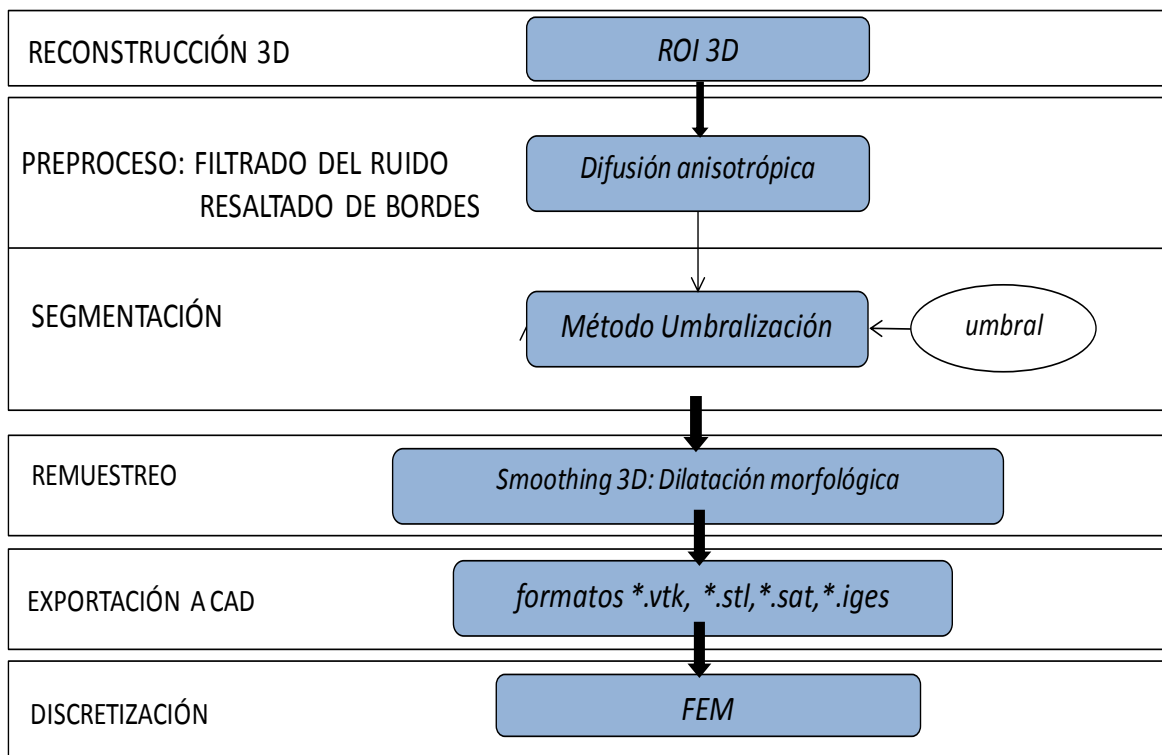 RECONSTRUCCIÓN 3D
ROI 3D
PREPROCESO: FILTRADO DEL RUIDO
RESALTADO DE BORDES
Difusión anisotrópica
SEGMENTACIÓN
Método Umbralización
umbral
REMUESTREO
Smoothing 3D: Dilatación morfológica
EXPORTACIÓN A CAD
formatos *.vtk, *.stl,*.sat,*.iges
DISCRETIZACIÓN
FEM